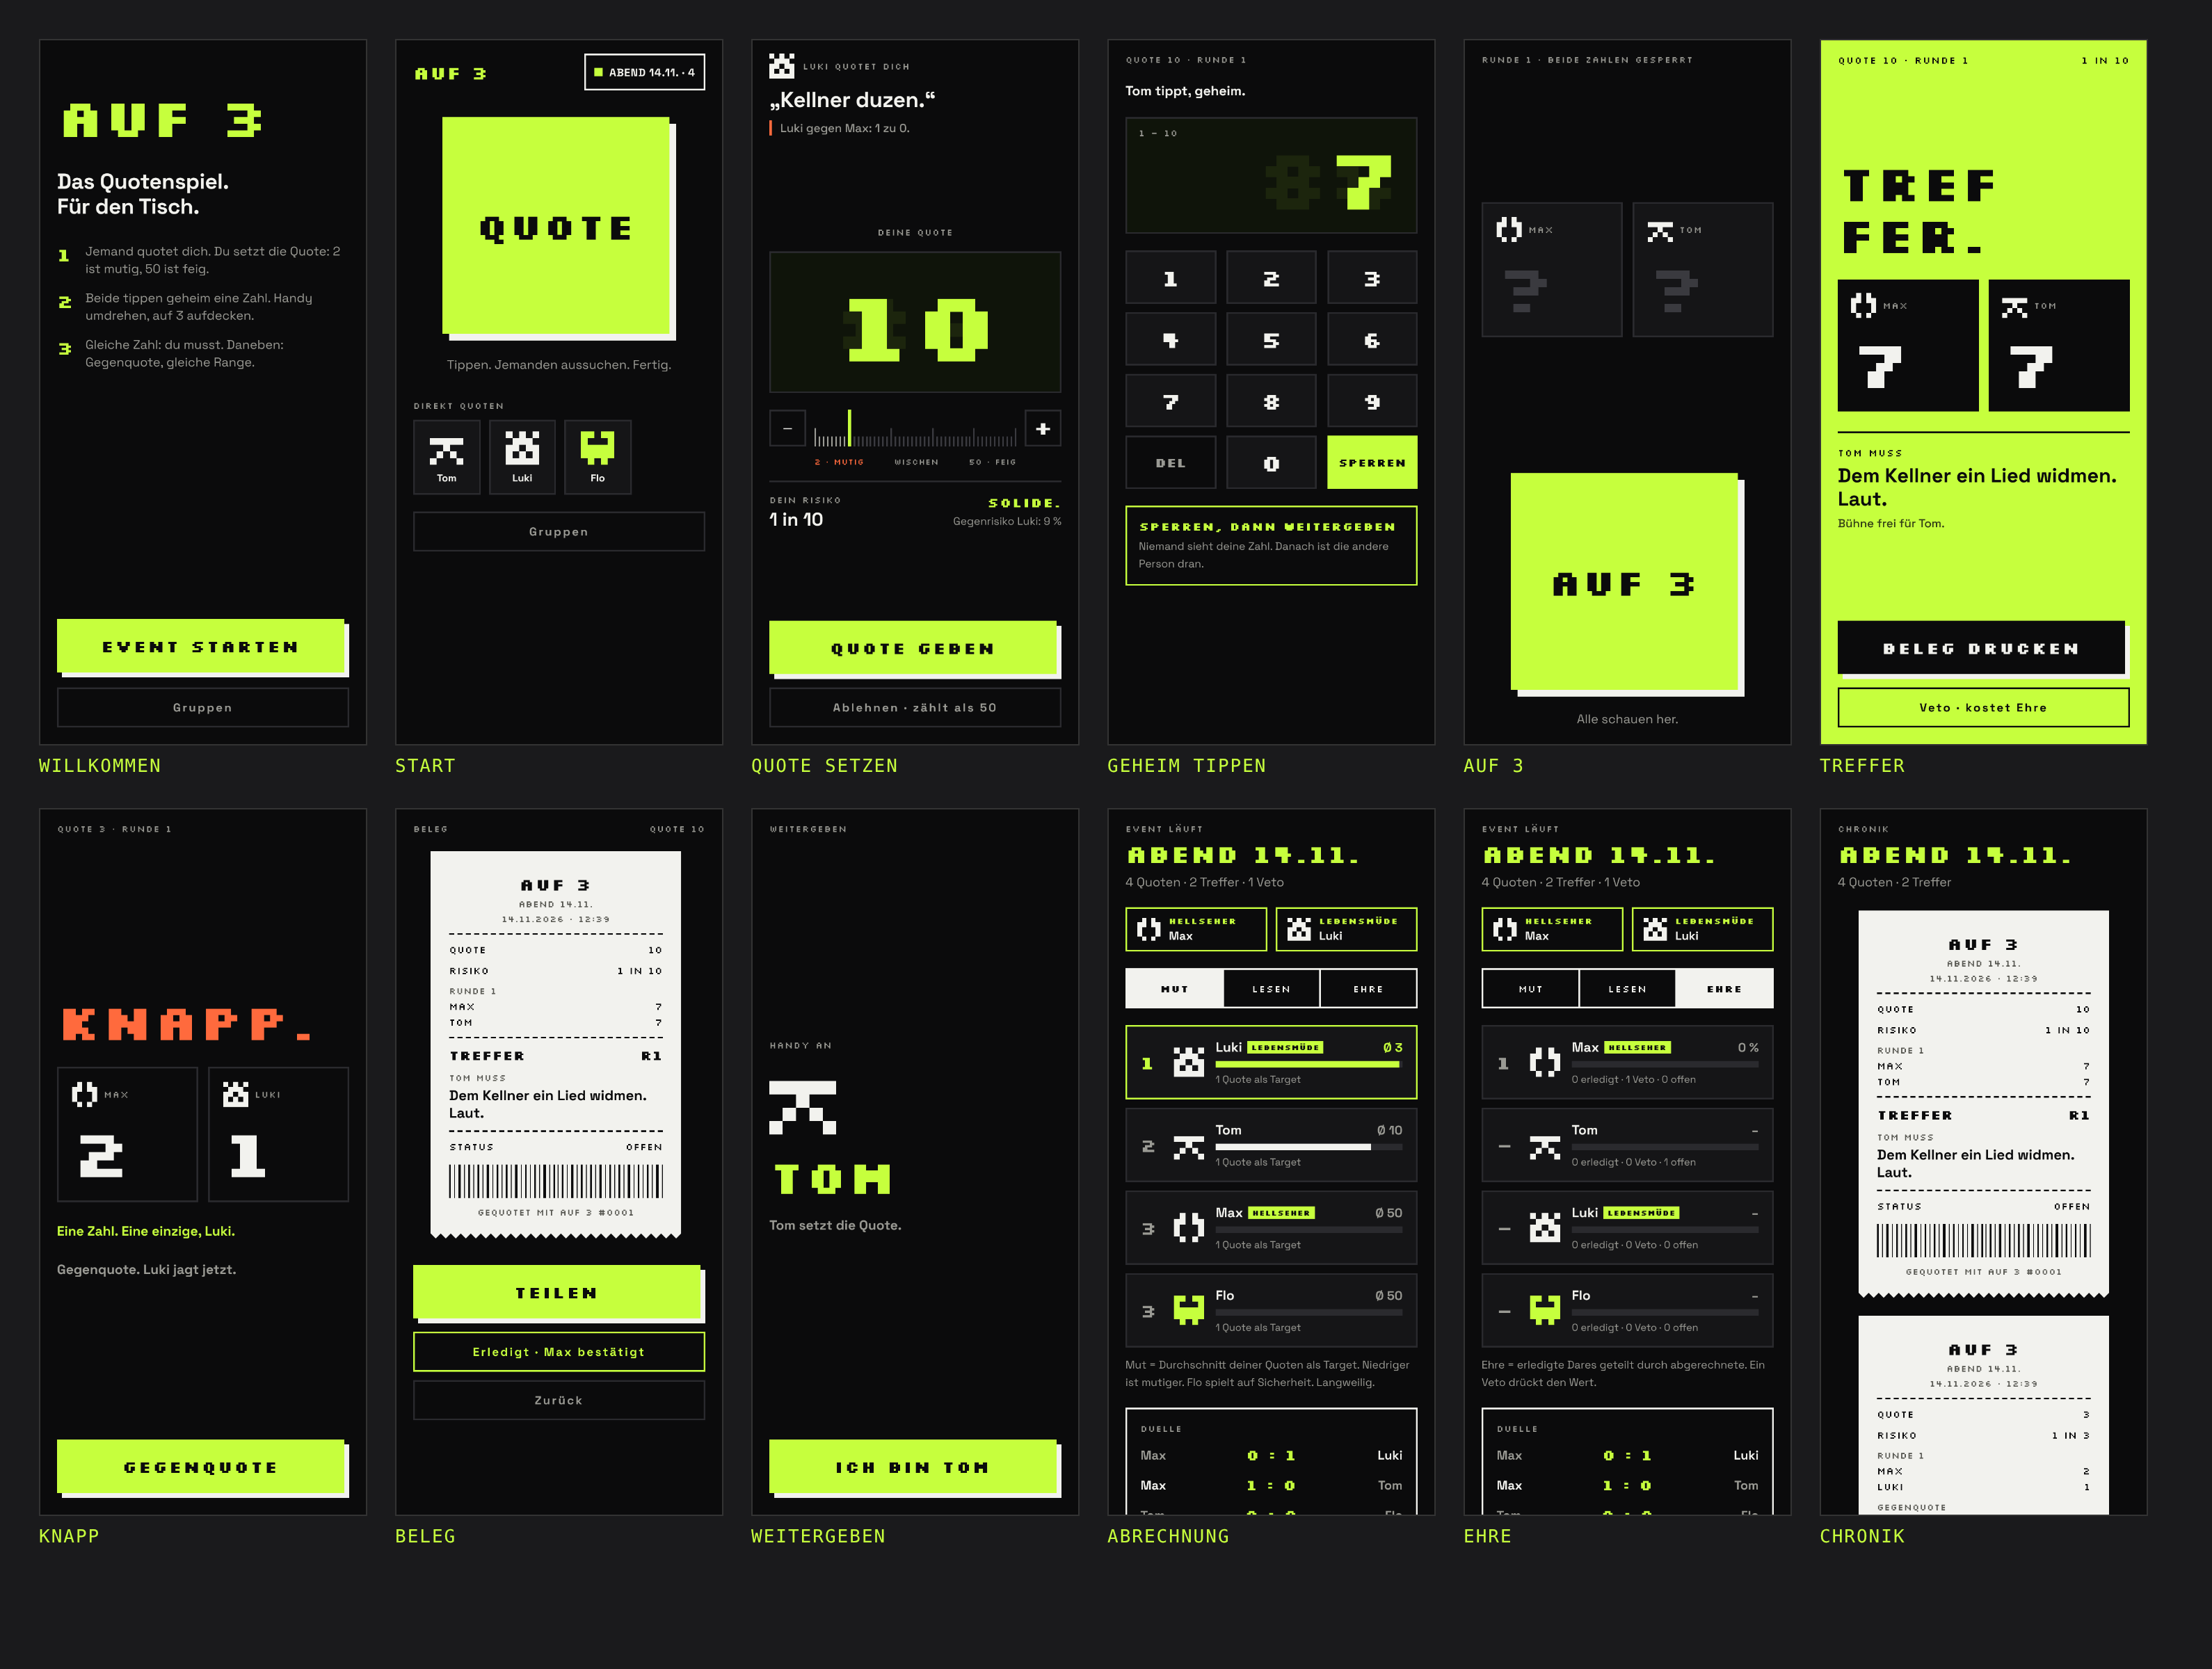 AUF 3
Das Quotenspiel.
Für den Tisch.
1 Jemand quotet dich. Du setzt die Quote: 2
ist mutig, 50 ist feig.
2 Beide tippen geheim eine Zahl. Handy
umdrehen, auf 3 aufdecken.
3 Gleiche Zahl: du musst. Daneben:
Gegenquote, gleiche Range.
EVENT STARTEN
Gruppen
WILLKOMMEN
AUF 3
ABEND 14.11. · 4
QUOTE
Tippen. Jemanden aussuchen. Fertig.
DIREKT QUOTEN
Tom Luki Flo
Gruppen
START
LUKI QUOTET DICH
„Kellner duzen.“
Luki gegen Max: 1 zu 0.
DEINE QUOTE
10
− +
2 · MUTIG WISCHEN 50 · FEIG
DEIN RISIKO SOLIDE.
1 in 10 Gegenrisiko Luki: 9 %
QUOTE GEBEN
Ablehnen · zählt als 50
QUOTE SETZEN
QUOTE 10 · RUNDE 1
Tom tippt, geheim.
1 – 10
7
1 2 3
4 5 6
7 8 9
DEL 0 SPERREN
SPERREN, DANN WEITERGEBEN
Niemand sieht deine Zahl. Danach ist die andere
Person dran.
GEHEIM TIPPEN
RUNDE 1 · BEIDE ZAHLEN GESPERRT
MAX TOM
? ?
AUF 3
Alle schauen her.
AUF 3
QUOTE 10 · RUNDE 1 1 IN 10
TREF
FER.
MAX TOM
7 7
TOM MUSS
Dem Kellner ein Lied widmen.
Laut.
Bühne frei für Tom.
BELEG DRUCKEN
Veto · kostet Ehre
TREFFER
QUOTE 3 · RUNDE 1
KNAPP.
MAX LUKI
2 1
Eine Zahl. Eine einzige, Luki.
Gegenquote. Luki jagt jetzt.
GEGENQUOTE
KNAPP
BELEG QUOTE 10
AUF 3
ABEND 14.11.
14.11.2026 · 12:39
QUOTE 10
RISIKO 1 IN 10
RUNDE 1
MAX 7
TOM 7
TREFFER R1
TOM MUSS
Dem Kellner ein Lied widmen.
Laut.
STATUS OFFEN
GEQUOTET MIT AUF 3 #0001
TEILEN
Erledigt · Max bestätigt
Zurück
BELEG
WEITERGEBEN
HANDY AN
TOM
Tom setzt die Quote.
ICH BIN TOM
WEITERGEBEN
EVENT LÄUFT
ABEND 14.11.
4 Quoten · 2 Treffer · 1 Veto
HELLSEHER LEBENSMÜDE
Max Luki
MUT LESEN EHRE
1 Luki LEBENSMÜDE Ø 3
1 Quote als Target
2 Tom Ø 10
1 Quote als Target
3 Max HELLSEHER Ø 50
1 Quote als Target
3 Flo Ø 50
1 Quote als Target
Mut = Durchschnitt deiner Quoten als Target. Niedriger
ist mutiger. Flo spielt auf Sicherheit. Langweilig.
DUELLE
Max 0 : 1 Luki
Max 1 : 0 Tom
ABRECHNUNG
EVENT LÄUFT
ABEND 14.11.
4 Quoten · 2 Treffer · 1 Veto
HELLSEHER LEBENSMÜDE
Max Luki
MUT LESEN EHRE
1 Max HELLSEHER 0 %
0 erledigt · 1 Veto · 0 offen
– Tom –
0 erledigt · 0 Veto · 1 offen
– Luki LEBENSMÜDE –
0 erledigt · 0 Veto · 0 offen
– Flo –
0 erledigt · 0 Veto · 0 offen
Ehre = erledigte Dares geteilt durch abgerechnete. Ein
Veto drückt den Wert.
DUELLE
Max 0 : 1 Luki
Max 1 : 0 Tom
EHRE
CHRONIK
ABEND 14.11.
4 Quoten · 2 Treffer
AUF 3
ABEND 14.11.
14.11.2026 · 12:39
QUOTE 10
RISIKO 1 IN 10
RUNDE 1
MAX 7
TOM 7
TREFFER R1
TOM MUSS
Dem Kellner ein Lied widmen.
Laut.
STATUS OFFEN
GEQUOTET MIT AUF 3 #0001
AUF 3
ABEND 14.11.
14.11.2026 · 12:39
QUOTE 3
RISIKO 1 IN 3
RUNDE 1
MAX 2
LUKI 1
GEGENQUOTE
CHRONIK